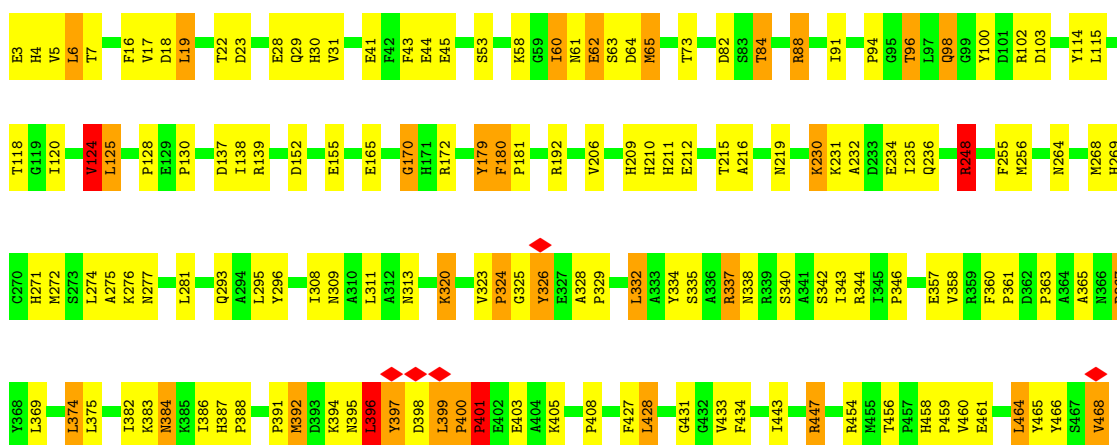 E3 H4 V5 L6 T7 F16 V17 D18 L19 T22 D23 E28 Q29 H30 V31 E41 F42 F43 E44 E45 S53 K58 G59 I60 N61 E62 S63 D64 M65 T73 D82 S83 T84 R88 I91 P94 G95 T96 L97 Q98 G99 Y100 D101 R102 D103 Y114 L115
T118 G119 I120 V124 L125 P128 E129 P130 D137 I138 R139 D152 E155 E165 G170 H171 R172 Y179 F180 P181 R192 V206 H209 H210 H211 E212 T215 A216 N219 K230 K231 A232 D233 E234 I235 Q236 R248 F255 M256 N264 M268 H269
C270 H271 M272 S273 L274 A275 K276 N277 L281 Q293 A294 L295 Y296 I308 N309 A310 L311 A312 N313 K320 V323 P324 G325 Y326 E327 A328 P329 L332 A333 Y334 S335 A336 R337 N338 R339 S340 A341 S342 I343 R344 I345 P346 E357 V358 R359 F360 P361 D362 P363 A364 A365 N366
Y368 L369 L374 L375 I382 K383 N384 K385 I386 H387 P388 P391 M392 D393 K394 N395 L396 Y397 D398 L399 P400 P401 E402 E403 A404 K405 P408 F427 L428 G431 Q432 V433 F434 I443 R447 R454 M455 T456 P457 H458 P459 V460 E461 L464 Y465 Y466 S467 V468